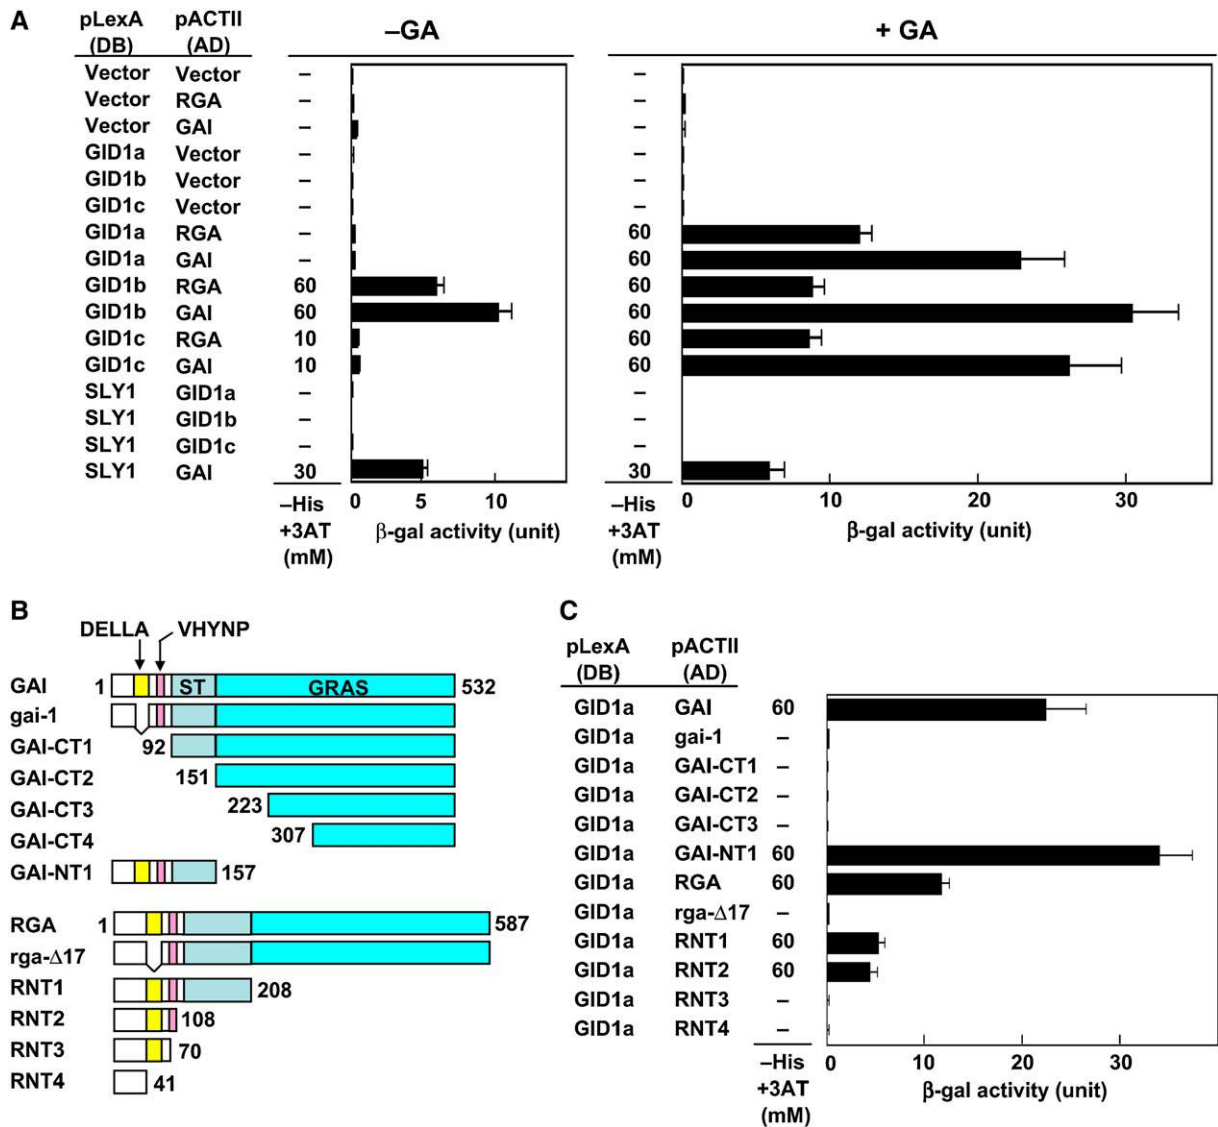 A
pLexA pACTII
(DB) (AD)
–GA
+ GA
Vector Vector – –
Vector RGA – –
Vector GAI – –
GID1a Vector – –
GID1b Vector – –
GID1c Vector – –
GID1a RGA – 60
GID1a GAI – 60
GID1b RGA 60 60
GID1b GAI 60 60
GID1c RGA 10 60
GID1c GAI 10 60
SLY1 GID1a – –
SLY1 GID1b – –
SLY1 GID1c – –
SLY1 GAI 30 30
0 5 10
0 10 20 30
–His
+3AT
(mM)
β-gal activity (unit)
–His
+3AT
(mM)
β-gal activity (unit)
B
DELLA VHYNP
GAI 1 ST GRAS 532
gai-1
GAI-CT1 92
GAI-CT2 151
GAI-CT3 223
GAI-CT4 307
GAI-NT1 157
RGA 1 587
rga-Δ17
RNT1 208
RNT2 108
RNT3 70
RNT4 41
C
pLexA pACTII
(DB) (AD)
GID1a GAI 60
GID1a gai-1 –
GID1a GAI-CT1 –
GID1a GAI-CT2 –
GID1a GAI-CT3 –
GID1a GAI-NT1 60
GID1a RGA 60
GID1a rga-Δ17 –
GID1a RNT1 60
GID1a RNT2 60
GID1a RNT3 –
GID1a RNT4 –
0 10 20 30
–His
+3AT
(mM)
β-gal activity (unit)